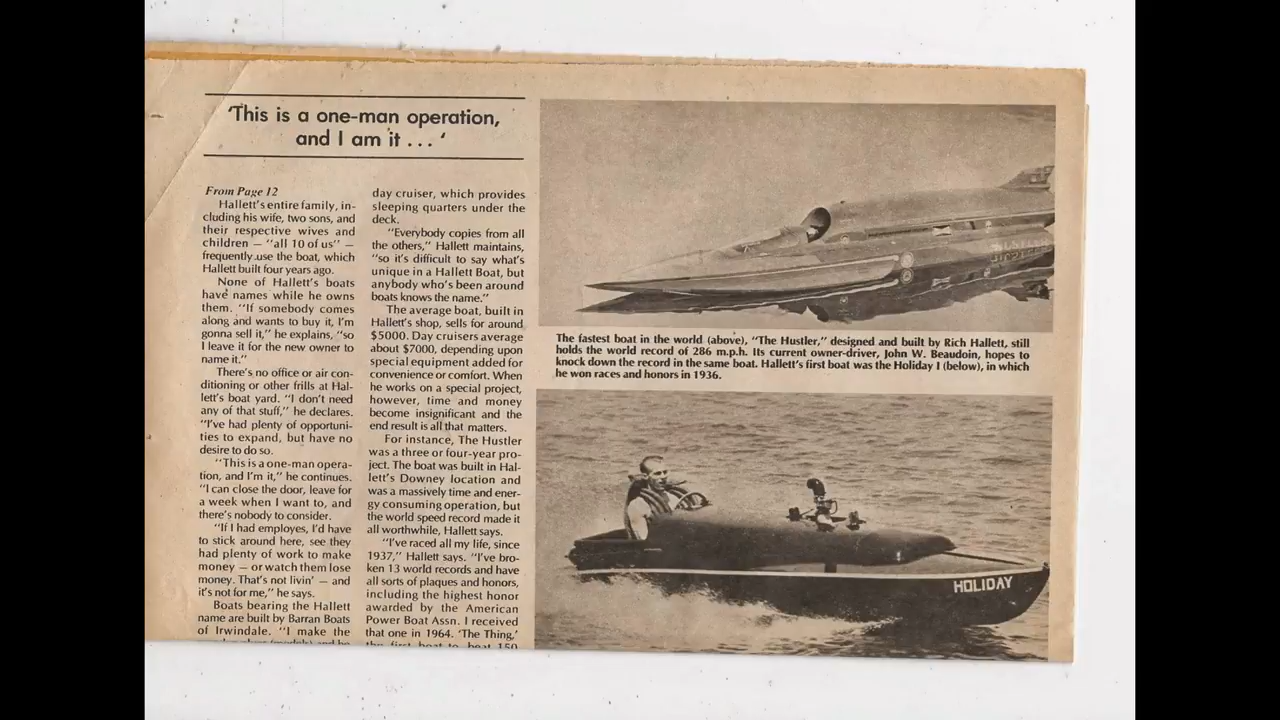 'This is a one-man operation,
and I am it . . . '
From Page 12
Hallett's entire family, in-
cluding his wife, two sons, and
their respective wives and
children — "all 10 of us" —
frequently use the boat, which
Hallett built four years ago.
None of Hallett's boats
have names while he owns
them. "If somebody comes
along and wants to buy it, I'm
gonna sell it," he explains, "so
I leave it for the new owner to
name it."
There's no office or air con-
ditioning or other frills at Hal-
lett's boat yard. "I don't need
any of that stuff," he declares.
"I've had plenty of opportuni-
ties to expand, but have no
desire to do so.
"This is a one-man opera-
tion, and I'm it," he continues.
"I can close the door, leave for
a week when I want to, and
there's nobody to consider.
"If I had employes, I'd have
to stick around here, see they
had plenty of work to make
money — or watch them lose
money. That's not livin' — and
it's not for me," he says.
Boats bearing the Hallett
name are built by Barran Boats
of Irwindale. "I make the
day cruiser, which provides
sleeping quarters under the
deck.
"Everybody copies from all
the others," Hallett maintains,
"so it's difficult to say what's
unique in a Hallett Boat, but
anybody who's been around
boats knows the name."
The average boat, built in
Hallett's shop, sells for around
$5000. Day cruisers average
about $7000, depending upon
special equipment added for
convenience or comfort. When
he works on a special project,
however, time and money
become insignificant and the
end result is all that matters.
For instance, The Hustler
was a three or four-year pro-
ject. The boat was built in Hal-
lett's Downey location and
was a massively time and ener-
gy consuming operation, but
the world speed record made it
all worthwhile, Hallett says.
"I've raced all my life, since
1937," Hallett says. "I've bro-
ken 13 world records and have
all sorts of plaques and honors,
including the highest honor
awarded by the American
Power Boat Assn. I received
that one in 1964. 'The Thing,'
the first boat to beat 150
The fastest boat in the world (above), "The Hustler," designed and built by Rich Hallett, still
holds the world record of 286 m.p.h. Its current owner-driver, John W. Beaudoin, hopes to
knock down the record in the same boat. Hallett's first boat was the Holiday I (below), in which
he won races and honors in 1936.
HOLIDAY